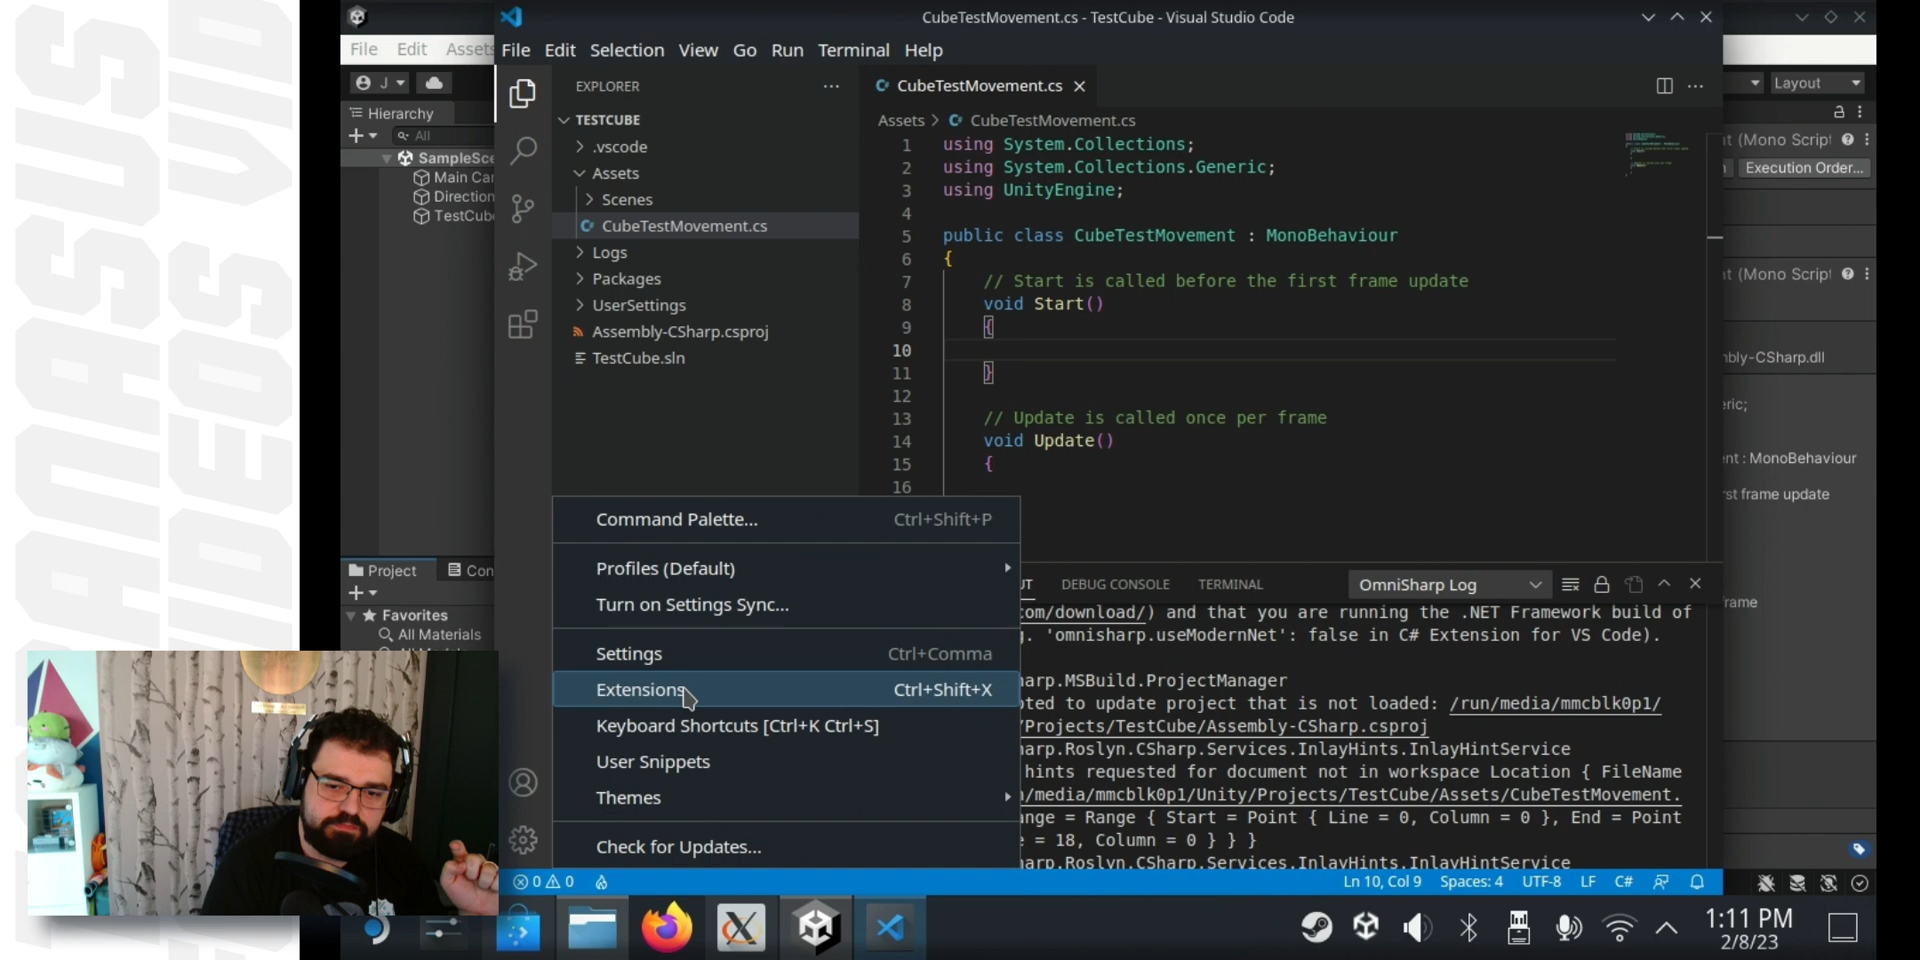 CubeTestMovement.cs - TestCube - Visual Studio Code
File Edit Assets
File Edit Selection View Go Run Terminal Help
J
Layout
Hierarchy
All
SampleSce
Main Car
Direction
TestCube
EXPLORER
TESTCUBE
.vscode
Assets
Scenes
CubeTestMovement.cs
Logs
Packages
UserSettings
Assembly-CSharp.csproj
TestCube.sln
CubeTestMovement.cs
Assets > CubeTestMovement.cs
1 using System.Collections;
2 using System.Collections.Generic;
3 using UnityEngine;
4
5 public class CubeTestMovement : MonoBehaviour
6 {
7 // Start is called before the first frame update
8 void Start()
9 {
10
11 }
12
13 // Update is called once per frame
14 void Update()
15 {
16
nt (Mono Script
Execution Order...
nt (Mono Script
nbly-CSharp.dll
eric;
ent : MonoBehaviour
rst frame update
frame
Command Palette... Ctrl+Shift+P
Profiles (Default)
Turn on Settings Sync...
Settings Ctrl+Comma
Extensions Ctrl+Shift+X
Keyboard Shortcuts [Ctrl+K Ctrl+S]
User Snippets
Themes
Check for Updates...
UT DEBUG CONSOLE TERMINAL OmniSharp Log
com/download/) and that you are running the .NET Framework build of
g. 'omnisharp.useModernNet': false in C# Extension for VS Code).
arp.MSBuild.ProjectManager
pted to update project that is not loaded: /run/media/mmcblk0p1/
/Projects/TestCube/Assembly-CSharp.csproj
arp.Roslyn.CSharp.Services.InlayHints.InlayHintService
hints requested for document not in workspace Location { FileName
/media/mmcblk0p1/Unity/Projects/TestCube/Assets/CubeTestMovement.
ange = Range { Start = Point { Line = 0, Column = 0 }, End = Point
e = 18, Column = 0 } } }
arp.Roslyn.CSharp.Services.InlayHints.InlayHintService
Project Con
Favorites
All Materials
0 0
Ln 10, Col 9 Spaces: 4 UTF-8 LF C#
1:11 PM
2/8/23